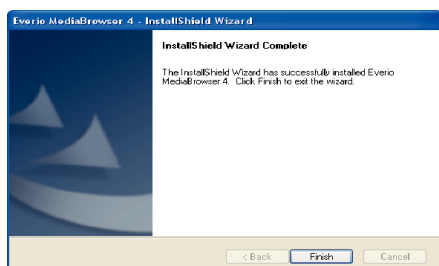 Everio MediaBrowser 4 - InstallShield Wizard
InstallShield Wizard Complete
The InstallShield Wizard has successfully installed Everio
MediaBrowser 4. Click Finish to exit the wizard.
< Back
Finish
Cancel